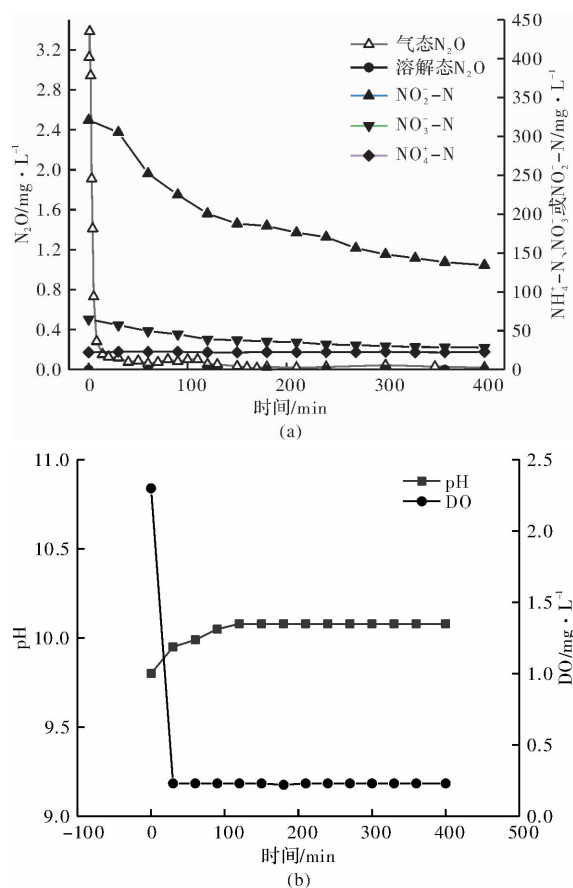 气态N₂O
溶解态N₂O
NO₂⁻-N
NO₃⁻-N
NO₄⁺-N
N₂O/mg·L⁻¹
3.2
2.8
2.4
2.0
1.6
1.2
0.8
0.4
0.0
450
400
350
300
250
200
150
100
50
0
NH₄⁺-N、NO₃⁻或NO₂⁻-N/mg·L⁻¹
0 100 200 300 400
时间/min
(a)
pH
DO
pH
11.0
10.5
10.0
9.5
9.0
2.5
2.0
1.5
1.0
0.5
0.0
DO/mg·L⁻¹
-100 0 100 200 300 400 500
时间/min
(b)